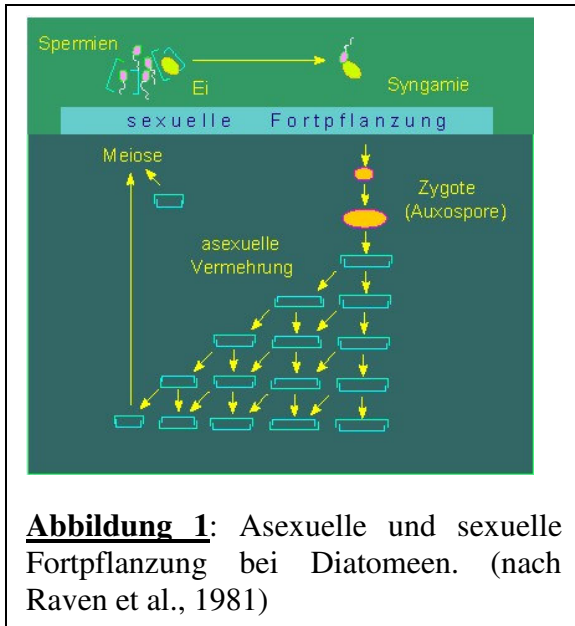 Spermien
Ei
Syngamie
sexuelle Fortpflanzung
Meiose
Zygote
(Auxospore)
asexuelle
Vermehrung
Abbildung 1: Asexuelle und sexuelle
Fortpflanzung bei Diatomeen. (nach
Raven et al., 1981)